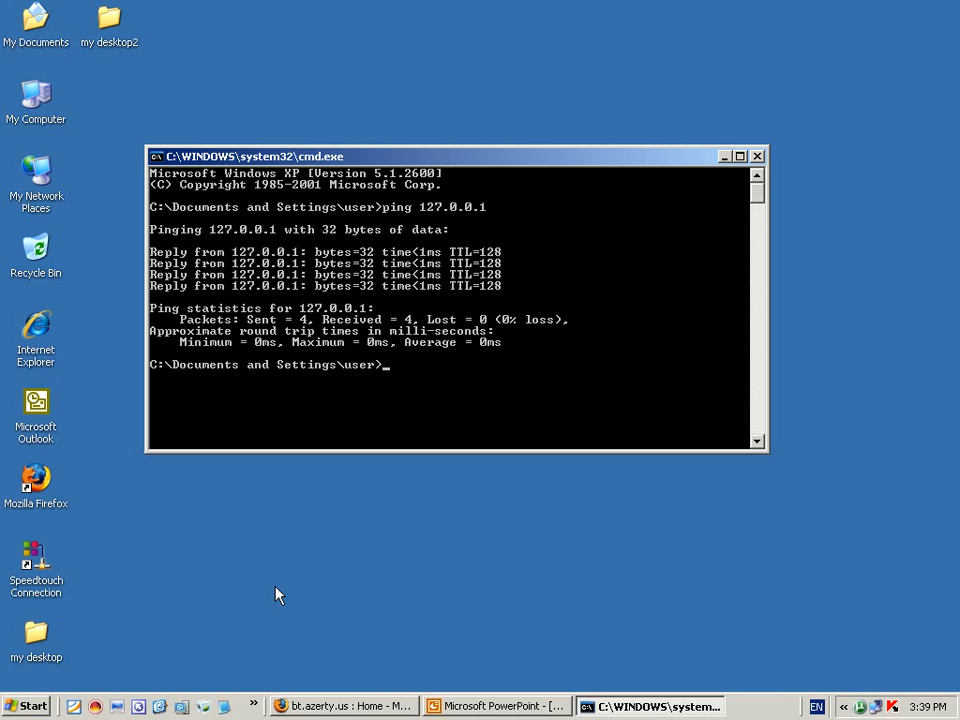 My Documents
my desktop2
My Computer
My Network
Places
Recycle Bin
Internet
Explorer
Microsoft
Outlook
Mozilla Firefox
Speedtouch
Connection
my desktop
C:\WINDOWS\system32\cmd.exe
Microsoft Windows XP [Version 5.1.2600]
(C) Copyright 1985-2001 Microsoft Corp.
C:\Documents and Settings\user>ping 127.0.0.1
Pinging 127.0.0.1 with 32 bytes of data:
Reply from 127.0.0.1: bytes=32 time<1ms TTL=128
Reply from 127.0.0.1: bytes=32 time<1ms TTL=128
Reply from 127.0.0.1: bytes=32 time<1ms TTL=128
Reply from 127.0.0.1: bytes=32 time<1ms TTL=128
Ping statistics for 127.0.0.1:
Packets: Sent = 4, Received = 4, Lost = 0 (0% loss),
Approximate round trip times in milli-seconds:
Minimum = 0ms, Maximum = 0ms, Average = 0ms
C:\Documents and Settings\user>_
Start
bt.azerty.us : Home - M...
Microsoft PowerPoint - [...
C:\WINDOWS\system...
EN
3:39 PM